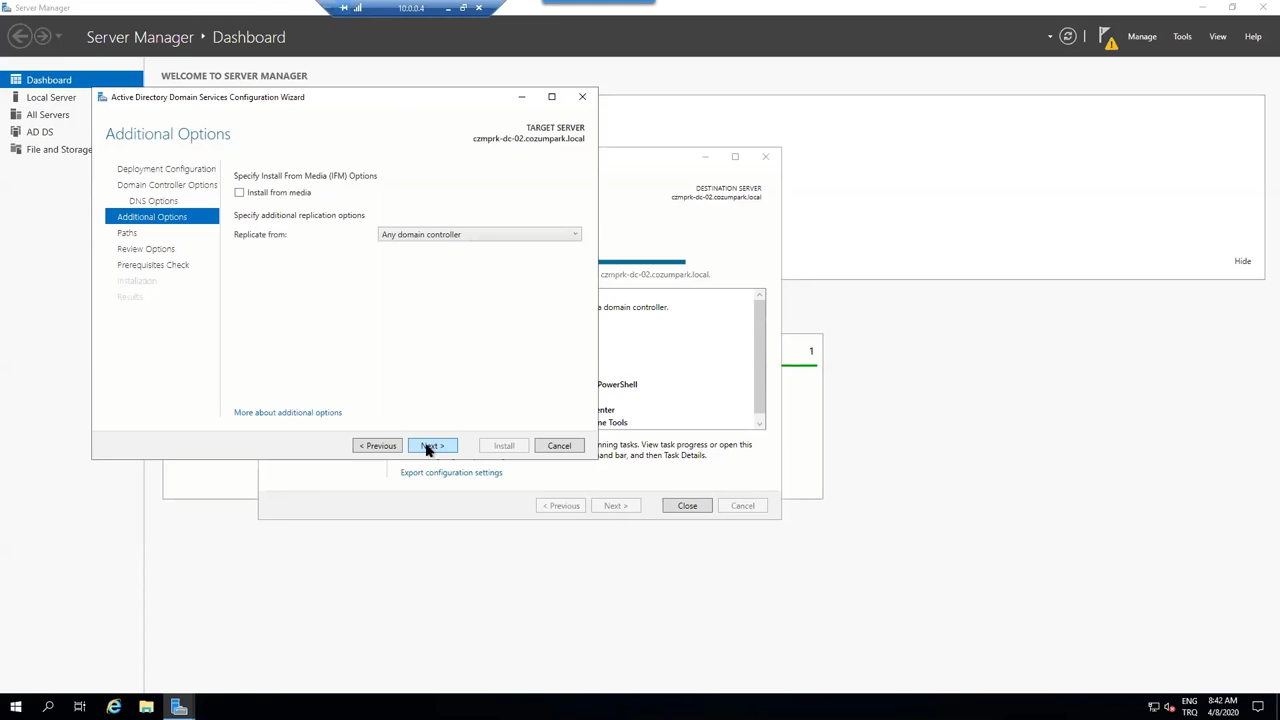 Server Manager
10.0.0.4
Server Manager • Dashboard
Manage
Tools
View
Help
Dashboard
Local Server
All Servers
AD DS
File and Storage
WELCOME TO SERVER MANAGER
Active Directory Domain Services Configuration Wizard
Additional Options
TARGET SERVER
czmprk-dc-02.cozumpark.local
Deployment Configuration
Domain Controller Options
DNS Options
Additional Options
Paths
Review Options
Prerequisites Check
Installation
Results
Specify Install From Media (IFM) Options
Install from media
Specify additional replication options
Replicate from:
Any domain controller
More about additional options
< Previous
Next >
Install
Cancel
DESTINATION SERVER
czmprk-dc-02.cozumpark.local
czmprk-dc-02.cozumpark.local.
a domain controller.
PowerShell
enter
ne Tools
nning tasks. View task progress or open this
nd bar, and then Task Details.
Export configuration settings
< Previous
Next >
Close
Cancel
Hide
1
ENG
TRQ
8:42 AM
4/8/2020